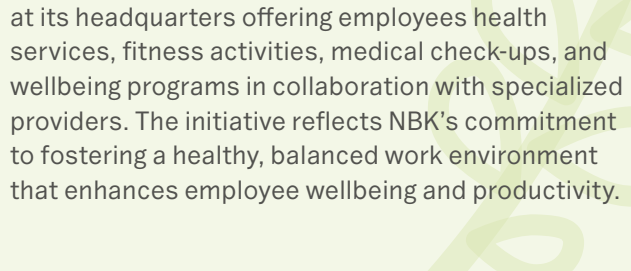 at its headquarters offering employees health
services, fitness activities, medical check-ups, and
wellbeing programs in collaboration with specialized
providers. The initiative reflects NBK’s commitment
to fostering a healthy, balanced work environment
that enhances employee wellbeing and productivity.